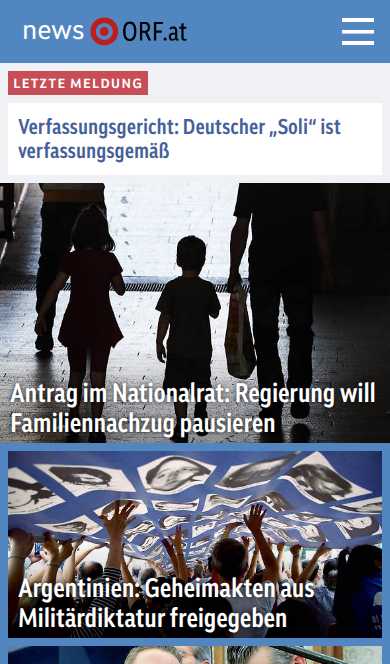 news ORF.at
LETZTE MELDUNG
Verfassungsgericht: Deutscher „Soli“ ist
verfassungsgemäß
Antrag im Nationalrat: Regierung will
Familiennachzug pausieren
Argentinien: Geheimakten aus
Militärdiktatur freigegeben